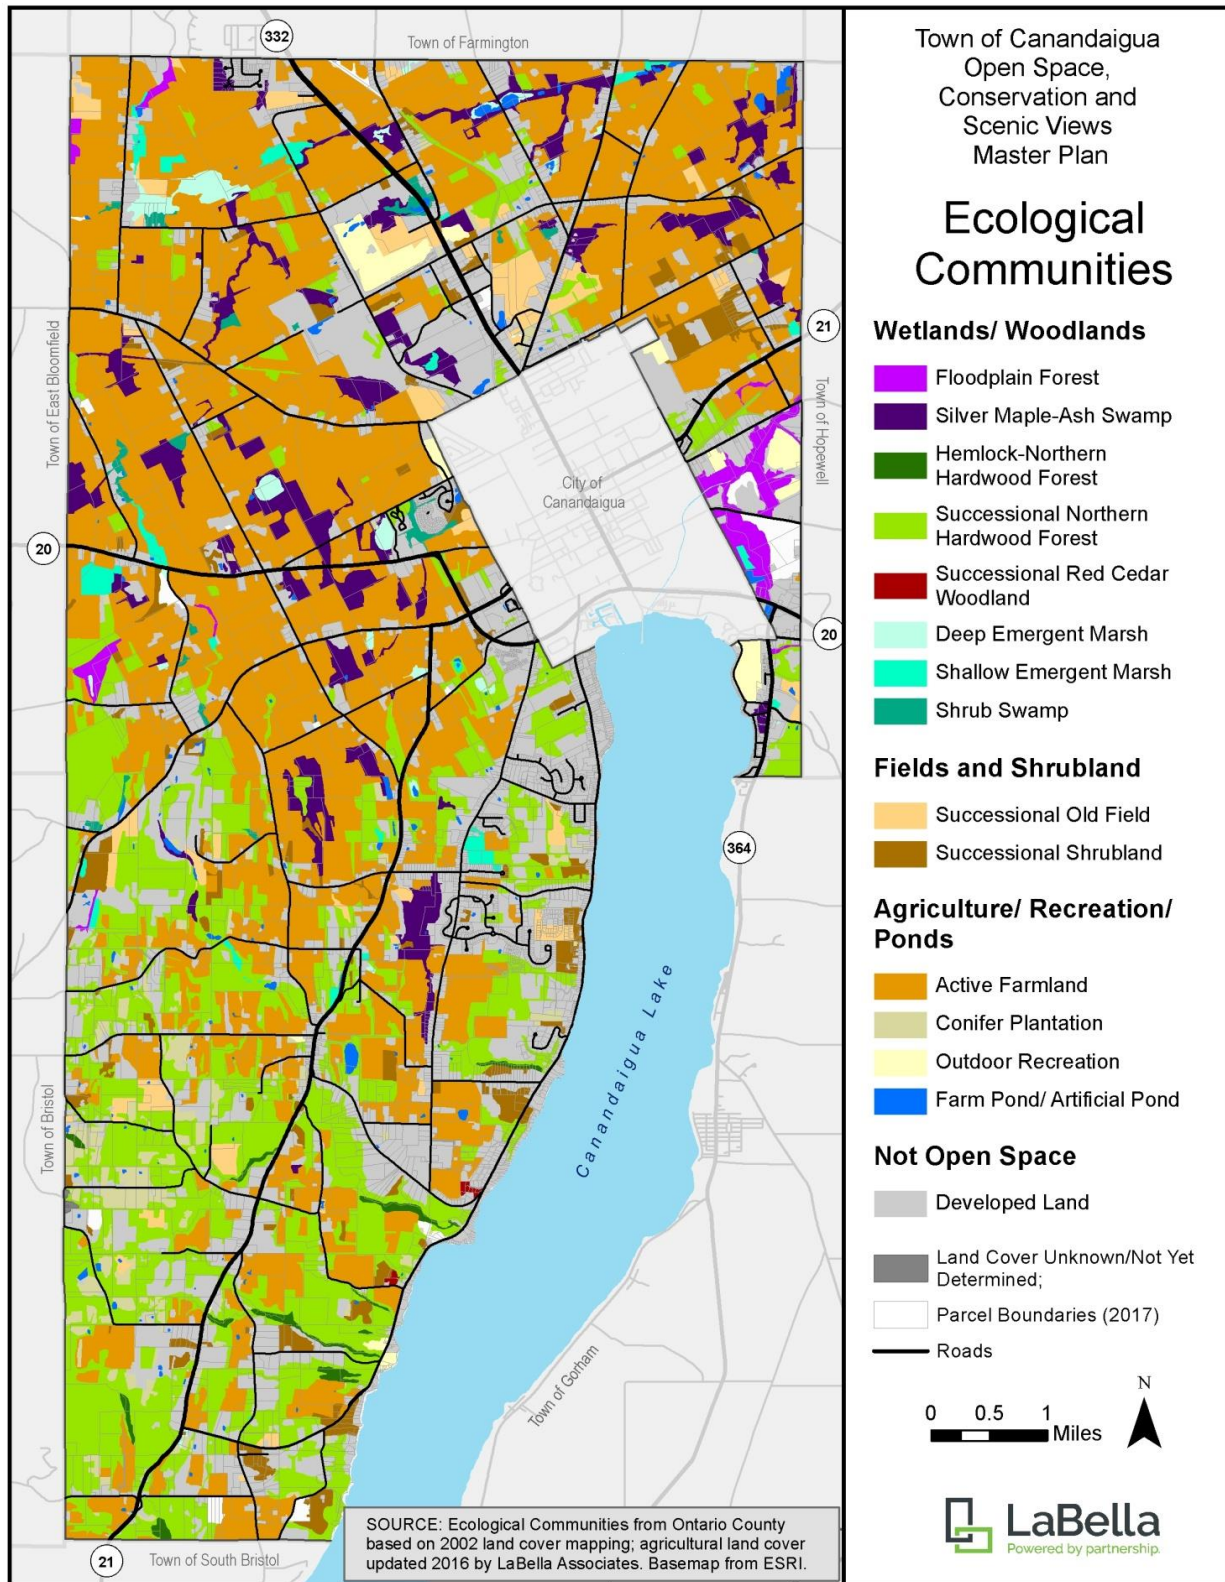 332
Town of Farmington
Town of East Bloomfield
21
Town of Hopewell
City of
Canandaigua
20
20
364
Canandaigua Lake
Town of Bristol
Town of Gorham
21
Town of South Bristol
SOURCE: Ecological Communities from Ontario County
based on 2002 land cover mapping; agricultural land cover
updated 2016 by LaBella Associates. Basemap from ESRI.
Town of Canandaigua
Open Space,
Conservation and
Scenic Views
Master Plan
Ecological
Communities
Wetlands/ Woodlands
Floodplain Forest
Silver Maple-Ash Swamp
Hemlock-Northern
Hardwood Forest
Successional Northern
Hardwood Forest
Successional Red Cedar
Woodland
Deep Emergent Marsh
Shallow Emergent Marsh
Shrub Swamp
Fields and Shrubland
Successional Old Field
Successional Shrubland
Agriculture/ Recreation/
Ponds
Active Farmland
Conifer Plantation
Outdoor Recreation
Farm Pond/ Artificial Pond
Not Open Space
Developed Land
Land Cover Unknown/Not Yet
Determined;
Parcel Boundaries (2017)
Roads
N
0 0.5 1
Miles
LaBella
Powered by partnership.